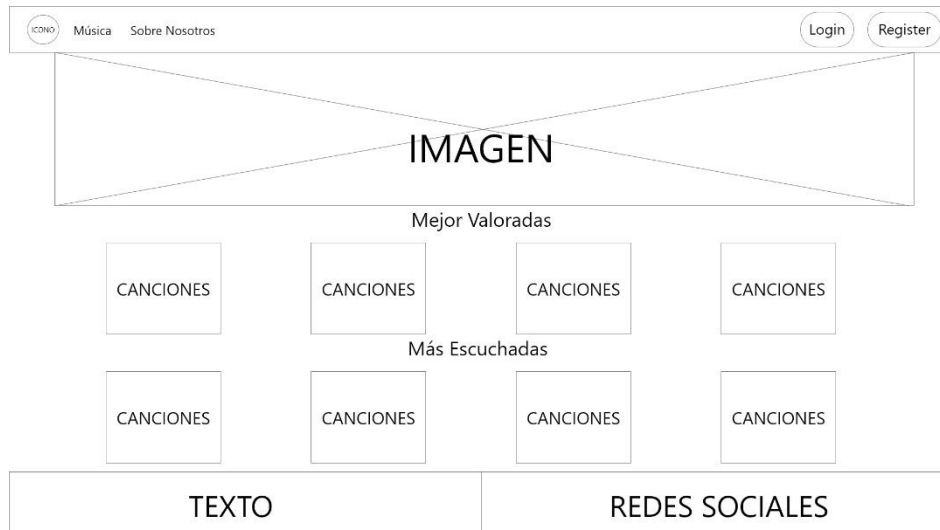 ICONO Música Sobre Nosotros Login Register
IMAGEN
Mejor Valoradas
CANCIONES CANCIONES CANCIONES CANCIONES
Más Escuchadas
CANCIONES CANCIONES CANCIONES CANCIONES
TEXTO REDES SOCIALES